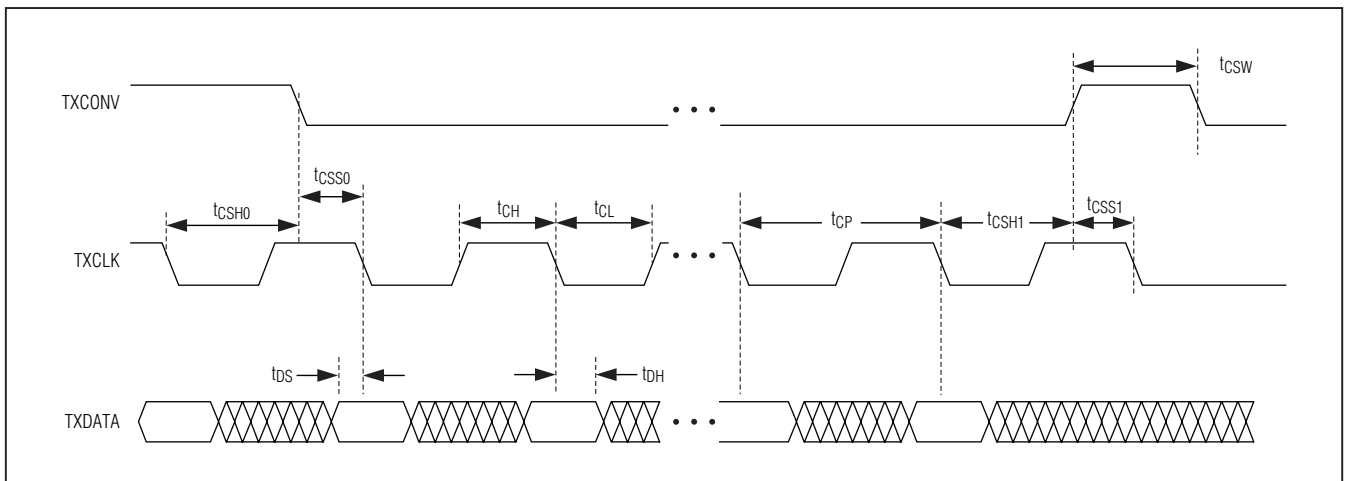 TXCONV
tCSW
tCSS0
tCSH0
tCH
tCL
tCP
tCSH1
tCSS1
TXCLK
tDS
tDH
TXDATA